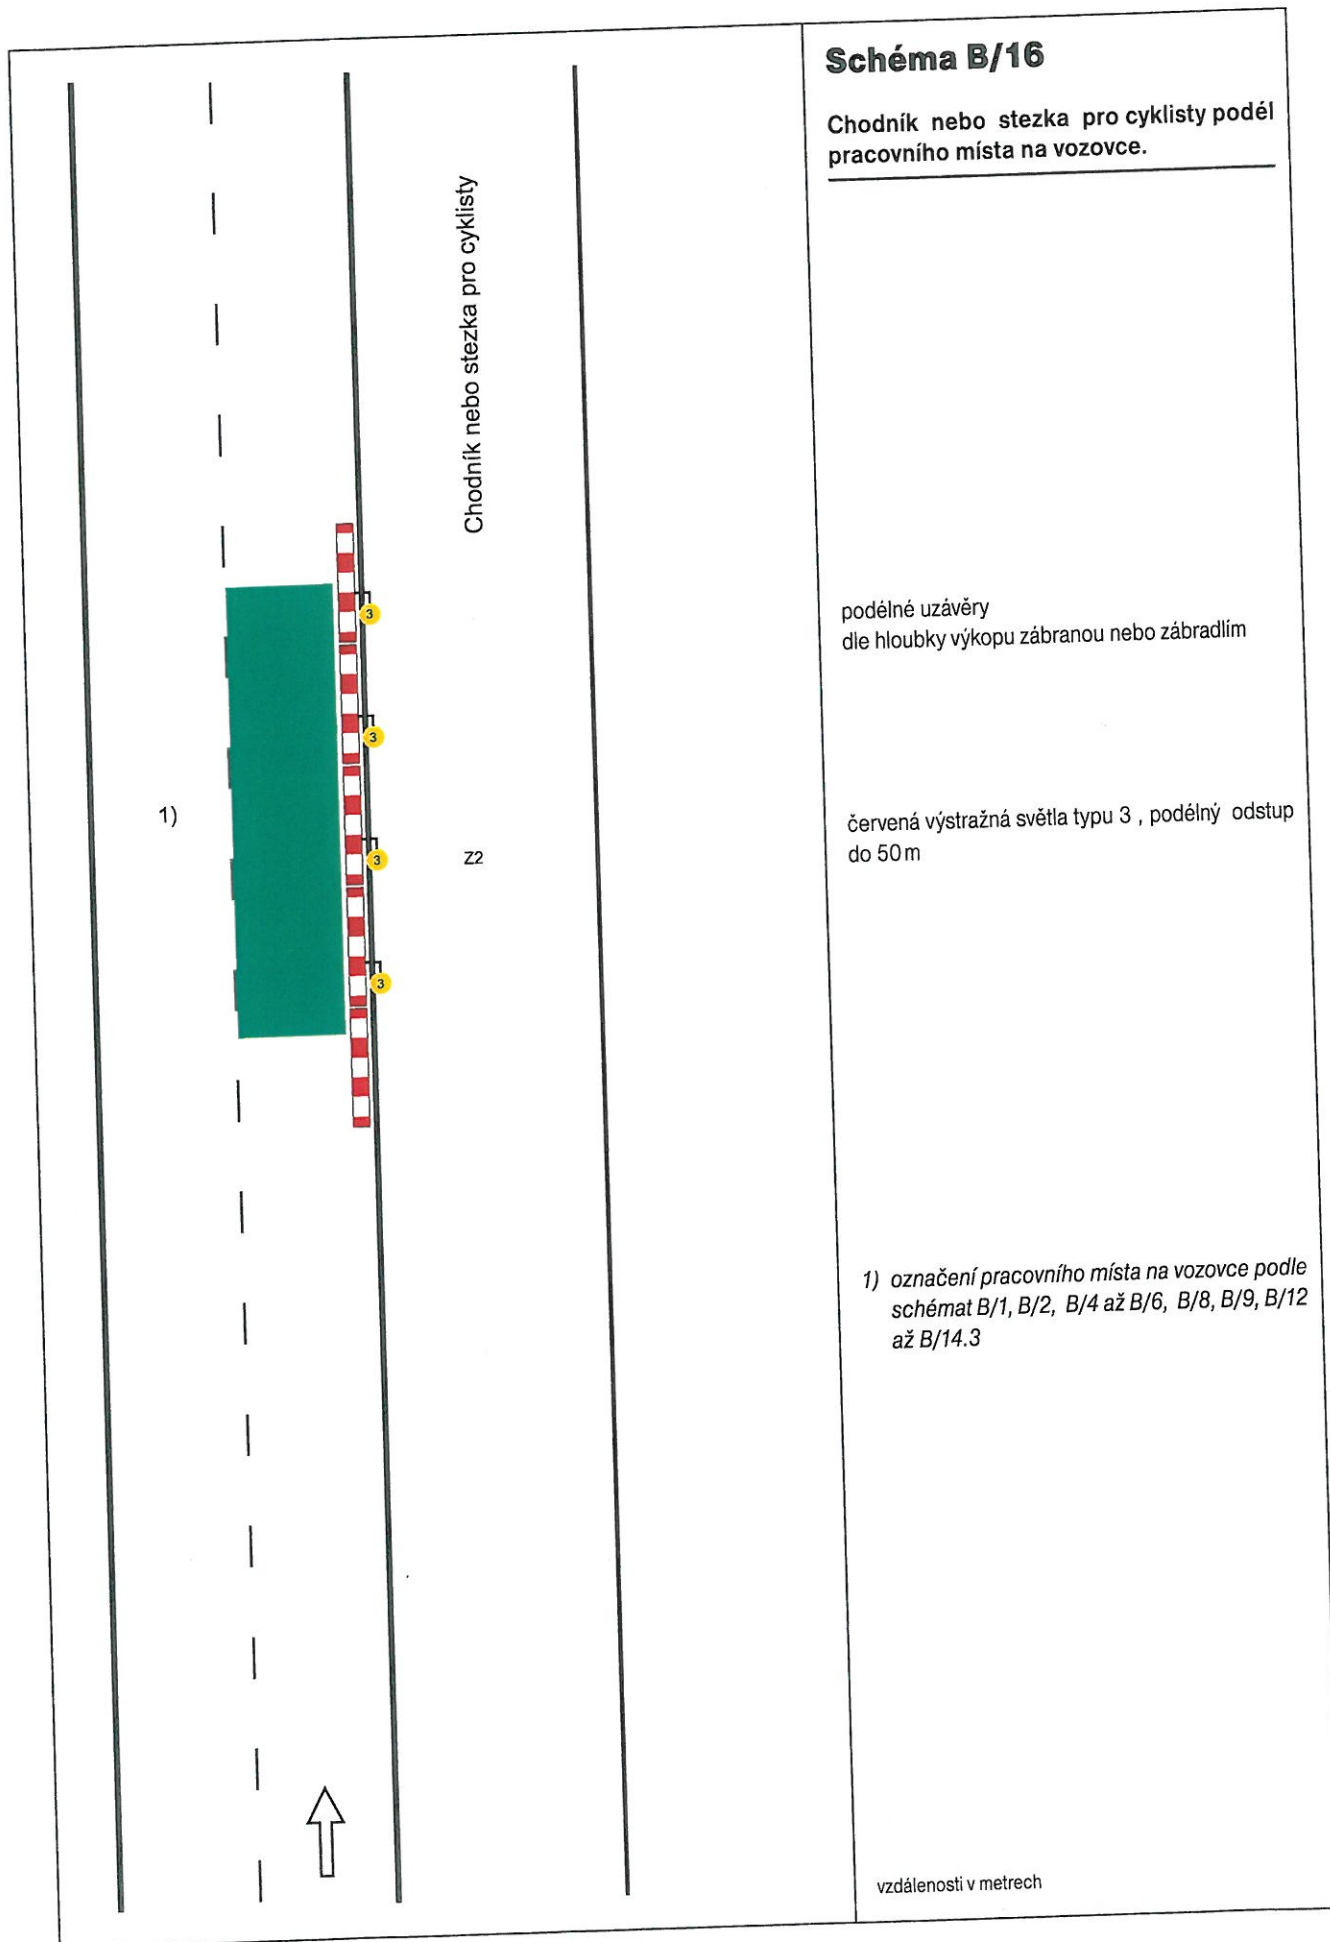 Schéma B/16
Chodník nebo stezka pro cyklisty podél
pracovního místa na vozovce.
Chodník nebo stezka pro cyklisty
podélné uzávěry
dle hloubky výkopu zábranou nebo zábradlím
3
3
1)
3
Z2
červená výstražná světla typu 3 , podélný odstup
do 50 m
3
1) označení pracovního místa na vozovce podle
schémat B/1, B/2, B/4 až B/6, B/8, B/9, B/12
až B/14.3
vzdálenosti v metrech